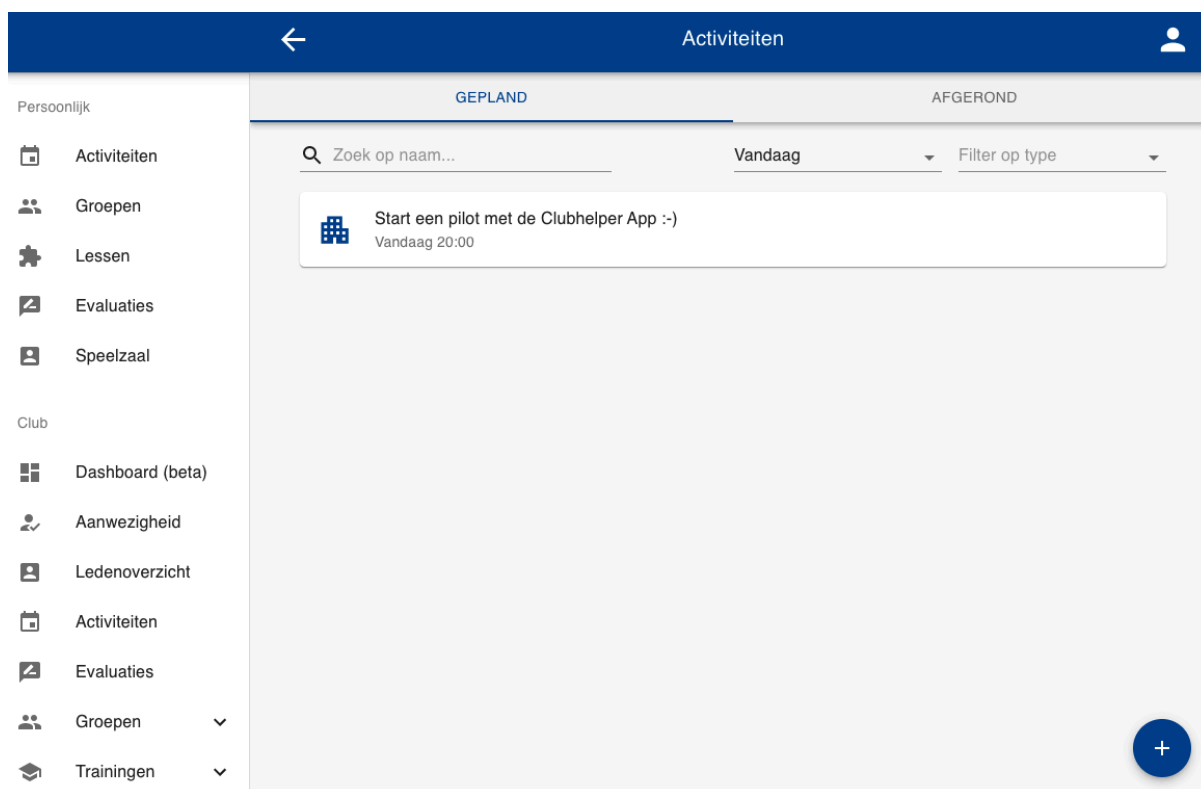 Activiteiten
Persoonlijk
Activiteiten
Groepen
Lessen
Evaluaties
Speelzaal
Club
Dashboard (beta)
Aanwezigheid
Ledenoverzicht
Activiteiten
Evaluaties
Groepen
Trainingen
GEPLAND
AFGEROND
Zoek op naam...
Vandaag
Filter op type
Start een pilot met de Clubhelper App :-)
Vandaag 20:00